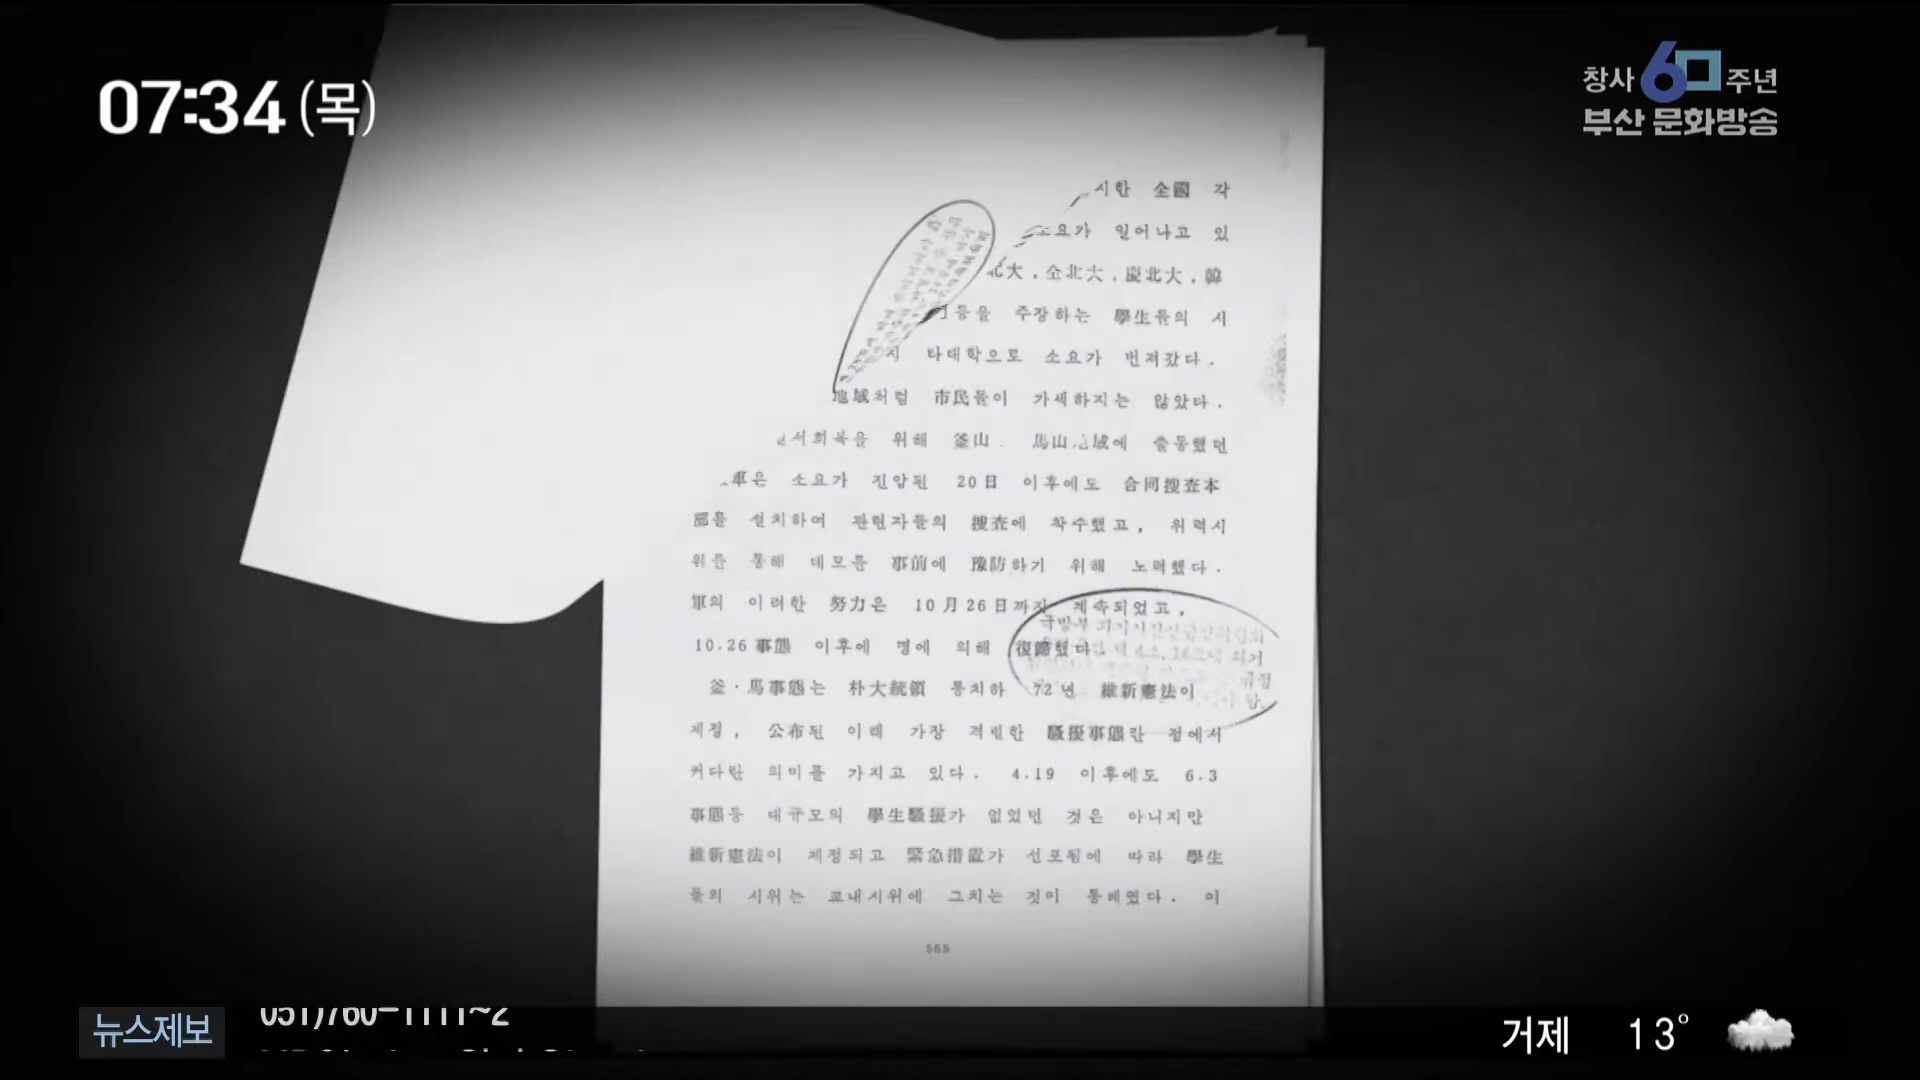 07:34 (목)
창사 60 주년
부산 문화방송
시한 全國 각
소요가 일어나고 있
北大, 全北大, 慶北大, 韓
등을 주장하는 學生들의 시
지 타대학으로 소요가 번져갔다.
地域처럼 市民들이 가세하지는 않았다.
서회복을 위해 釜山. 馬山 域에 출동했던
軍은 소요가 진압된 20日 이후에도 合同搜査本
部를 설치하여 관련자들의 搜査에 착수했고, 위력시
위를 통해 데모를 事前에 豫防하기 위해 노력했다.
軍의 이러한 努力은 10月26日까지 계속되었고,
10.26事態 이후에 명에 의해 復歸했다.
釜·馬事態는 朴大統領 통치하 72년 維新憲法이
제정, 公布된 이래 가장 격렬한 騷擾事態란 점에서
커다란 의미를 가지고 있다. 4.19 이후에도 6.3
事態등 대규모의 學生騷擾가 없었던 것은 아니지만
維新憲法이 제정되고 緊急措置가 선포됨에 따라 學生
들의 시위는 교내시위에 그치는 것이 통례였다. 이
565
뉴스제보
051)760-1111~2
거제 13°